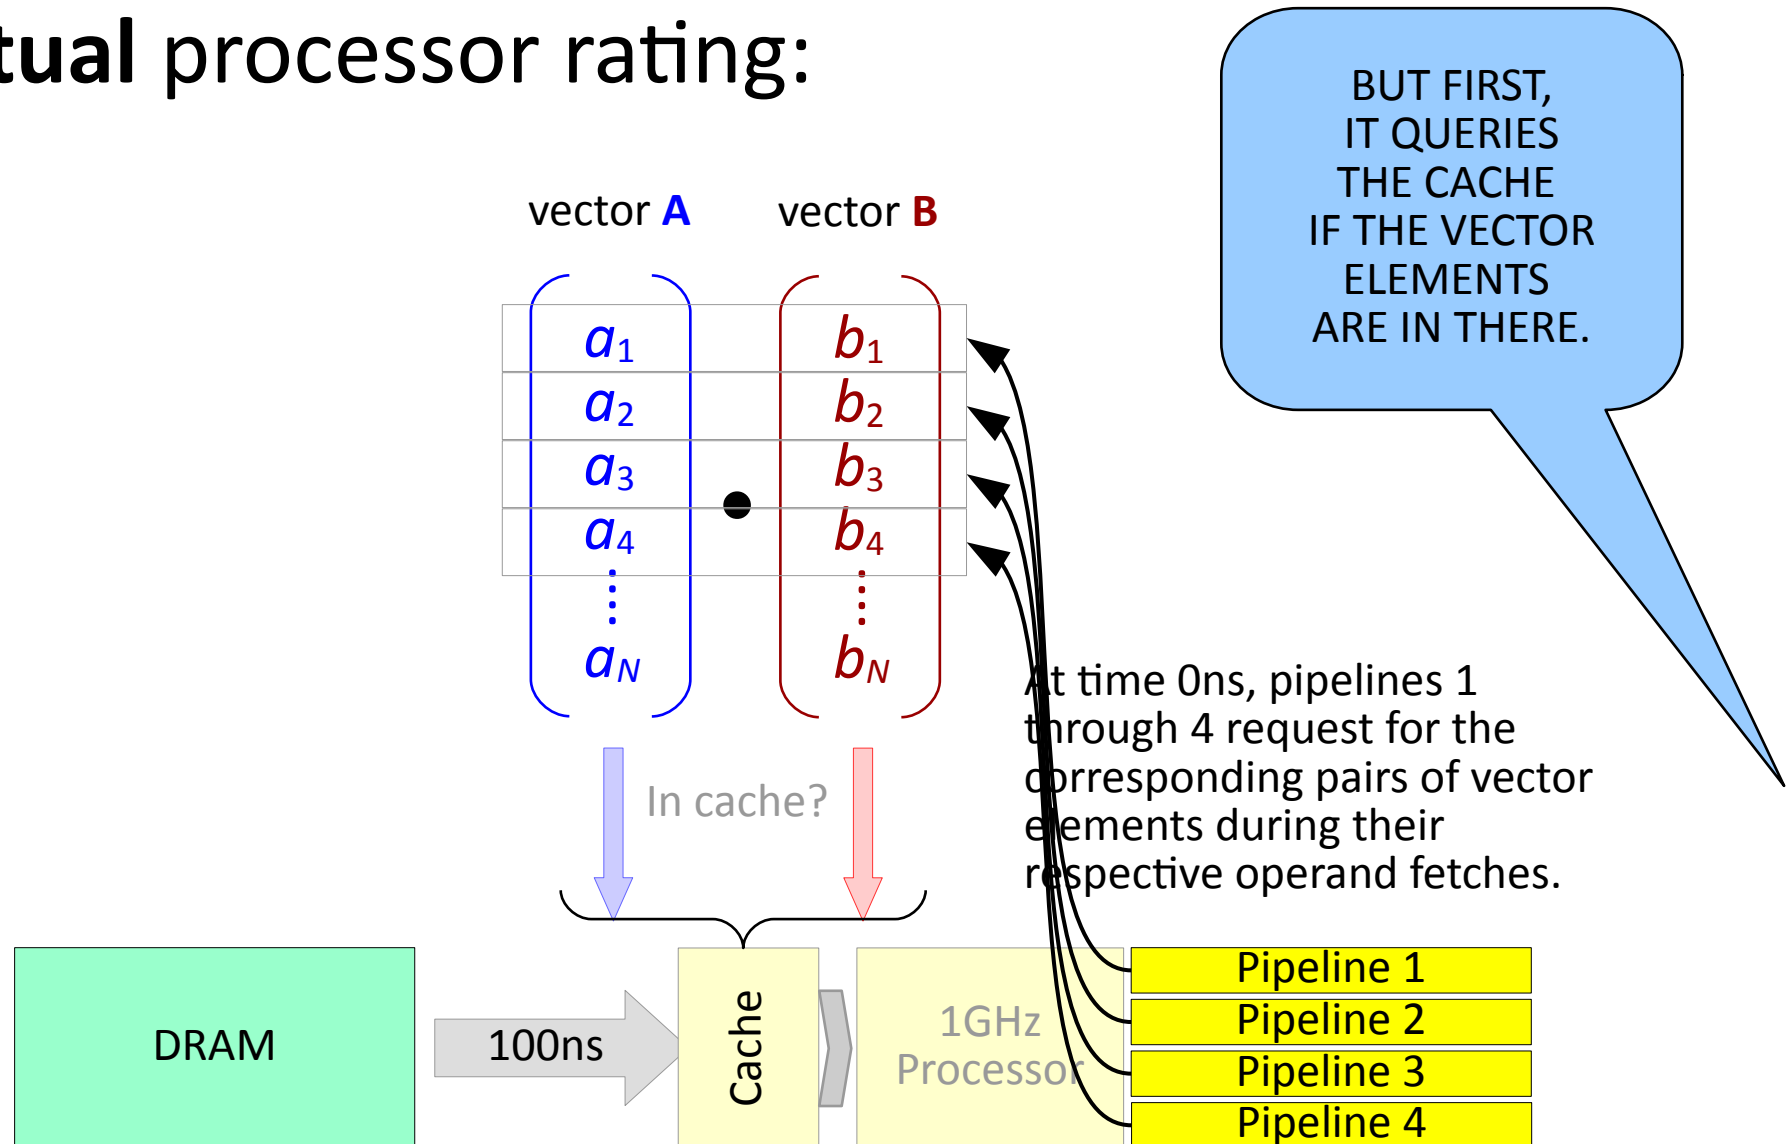 tual processor rating:
BUT FIRST,
IT QUERIES
THE CACHE
IF THE VECTOR
ELEMENTS
ARE IN THERE.
vector A vector B
a1 b1
a2 b2
a3 b3
a4 b4
aN bN
At time 0ns, pipelines 1
through 4 request for the
corresponding pairs of vector
elements during their
respective operand fetches.
In cache?
DRAM
100ns
Cache
1GHz
Processor
Pipeline 1
Pipeline 2
Pipeline 3
Pipeline 4